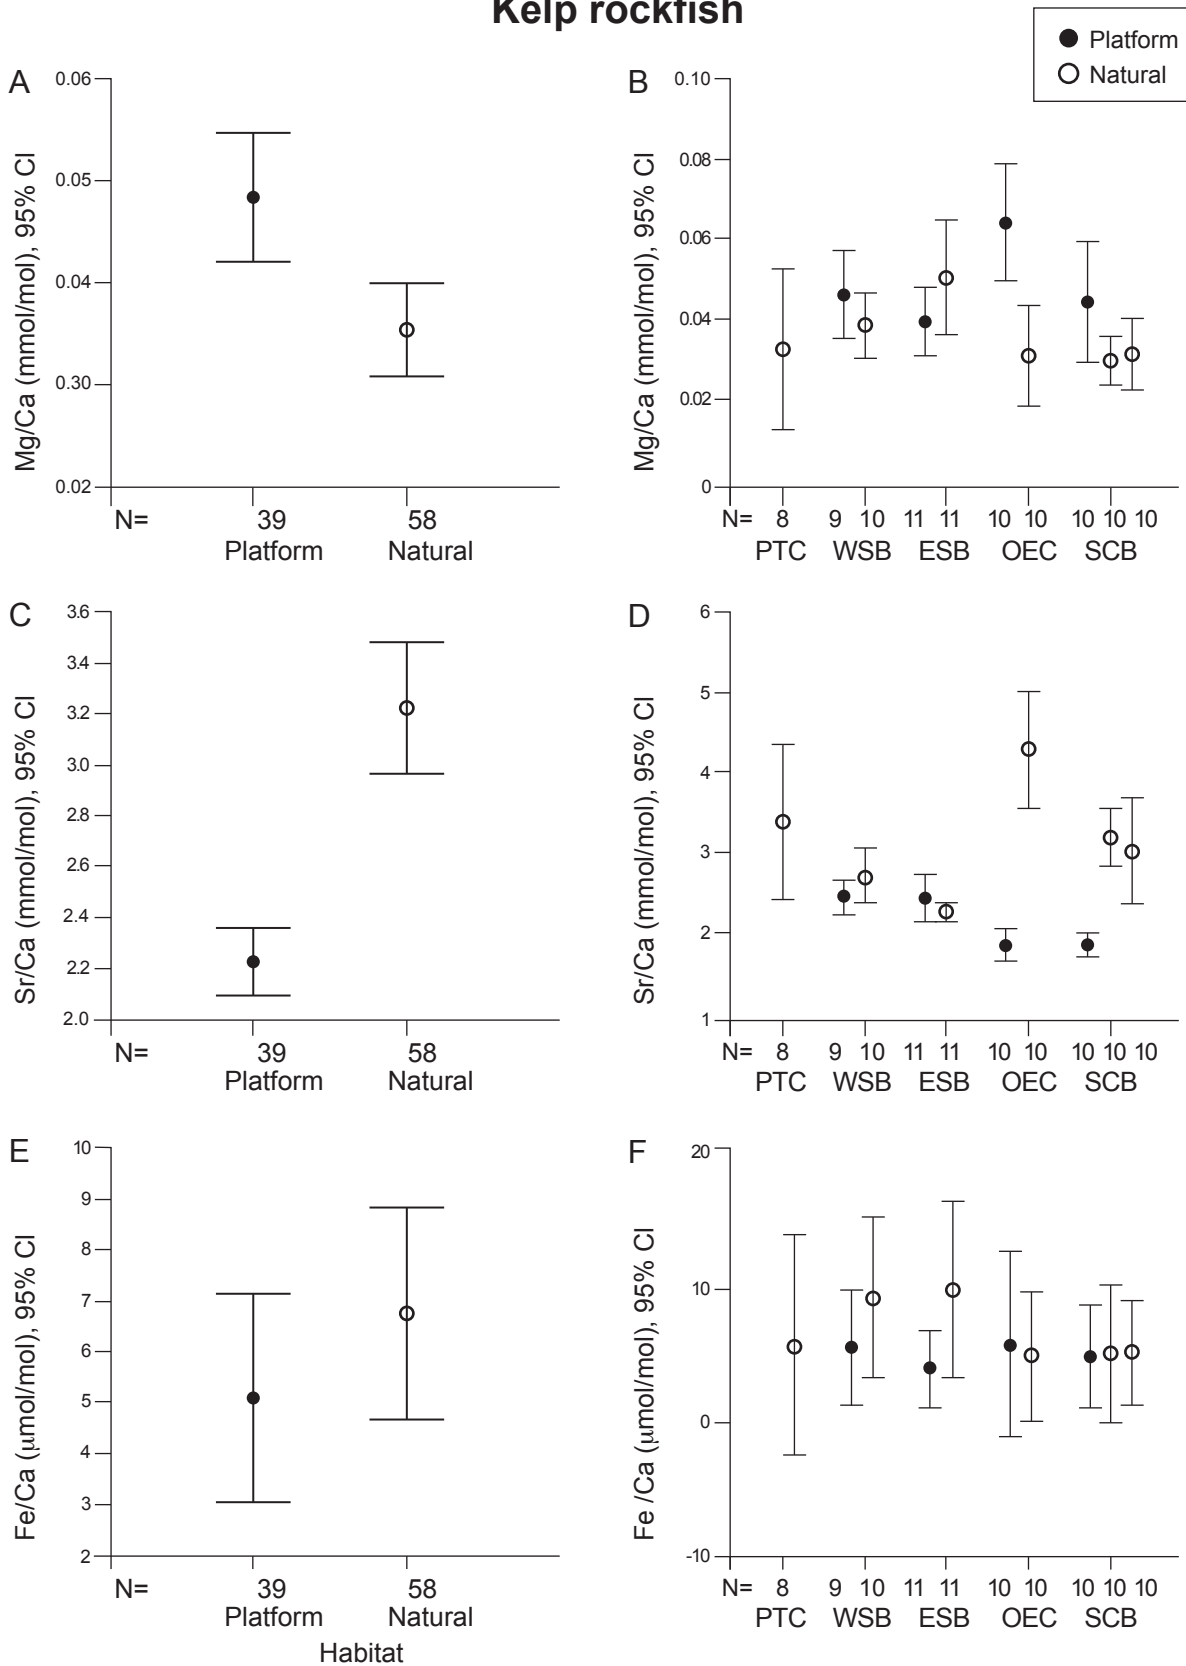 Kelp rockfish
Platform
Natural
A
0.06
0.05
0.04
0.30
0.02
Mg/Ca (mmol/mol), 95% CI
N= 39 58
Platform Natural
B
0.10
0.08
0.06
0.04
0.02
0
Mg/Ca (mmol/mol), 95% CI
N= 8 9 10 11 11 10 10 10 10 10
PTC WSB ESB OEC SCB
C
3.6
3.4
3.2
3.0
2.8
2.6
2.4
2.2
2.0
Sr/Ca (mmol/mol), 95% CI
N= 39 58
Platform Natural
D
6
5
4
3
2
1
Sr/Ca (mmol/mol), 95% CI
N= 8 9 10 11 11 10 10 10 10 10
PTC WSB ESB OEC SCB
E
10
9
8
7
6
5
4
3
2
Fe/Ca (μmol/mol), 95% CI
N= 39 58
Platform Natural
Habitat
F
20
10
0
-10
Fe /Ca (μmol/mol), 95% CI
N= 8 9 10 11 11 10 10 10 10 10
PTC WSB ESB OEC SCB